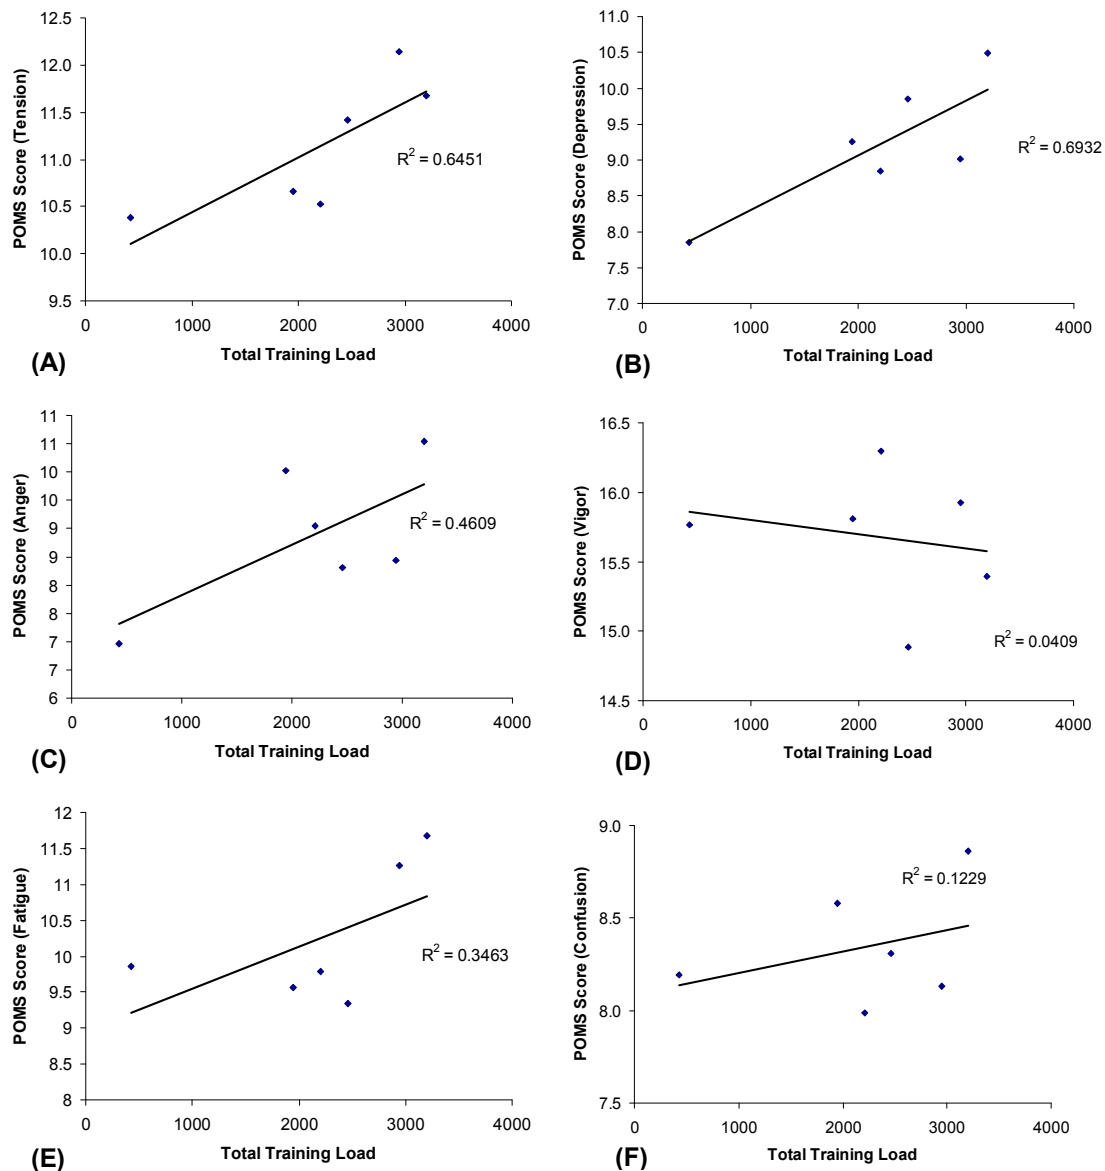 12.5
12.0
11.5
11.0
10.5
10.0
9.5
POMS Score (Tension)
R² = 0.6451
0 1000 2000 3000 4000
Total Training Load
(A)
11.0
10.5
10.0
9.5
9.0
8.5
8.0
7.5
7.0
POMS Score (Depression)
R² = 0.6932
0 1000 2000 3000 4000
Total Training Load
(B)
11
11
10
10
9
9
8
8
7
7
6
POMS Score (Anger)
R² = 0.4609
0 1000 2000 3000 4000
Total Training Load
(C)
16.5
16.0
15.5
15.0
14.5
POMS Score (Vigor)
R² = 0.0409
0 1000 2000 3000 4000
Total Training Load
(D)
12
11.5
11
10.5
10
9.5
9
8.5
8
POMS Score (Fatigue)
R² = 0.3463
0 1000 2000 3000 4000
Total Training Load
(E)
9.0
8.5
8.0
7.5
POMS Score (Confusion)
R² = 0.1229
0 1000 2000 3000 4000
Total Training Load
(F)